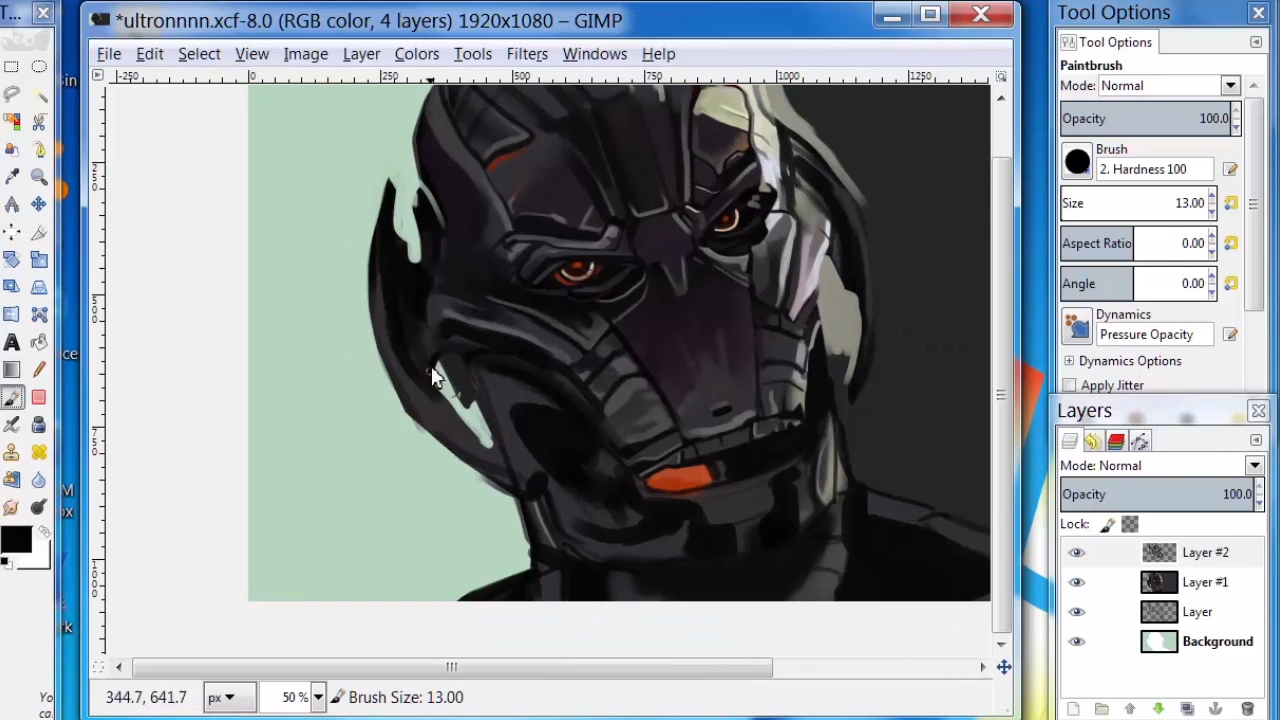 T...
*ultronnnn.xcf-8.0 (RGB color, 4 layers) 1920x1080 – GIMP
Tool Options
File Edit Select View Image Layer Colors Tools Filters Windows Help
Tool Options
-250 0 250 500 750 1000 1250
Paintbrush
Mode: Normal
Opacity 100.0
Brush
2. Hardness 100
Size 13.00
Aspect Ratio 0.00
Angle 0.00
Dynamics
Pressure Opacity
Dynamics Options
Apply Jitter
250
500
750
1000
Layers
Mode: Normal
Opacity 100.0
Lock:
Layer #2
Layer #1
Layer
Background
344.7, 641.7 px 50 % Brush Size: 13.00